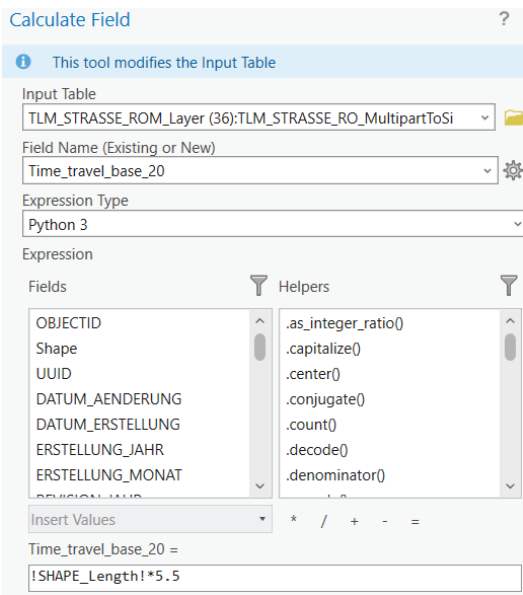 Calculate Field ?
This tool modifies the Input Table
Input Table
TLM_STRASSE_ROM_Layer (36):TLM_STRASSE_RO_MultipartToSi
Field Name (Existing or New)
Time_travel_base_20
Expression Type
Python 3
Expression
Fields
Helpers
OBJECTID
Shape
UUID
DATUM_AENDERUNG
DATUM_ERSTELLUNG
ERSTELLUNG_JAHR
ERSTELLUNG_MONAT
.as_integer_ratio()
.capitalize()
.center()
.conjugate()
.count()
.decode()
.denominator()
Insert Values
* / + - =
Time_travel_base_20 =
!SHAPE_Length!*5.5